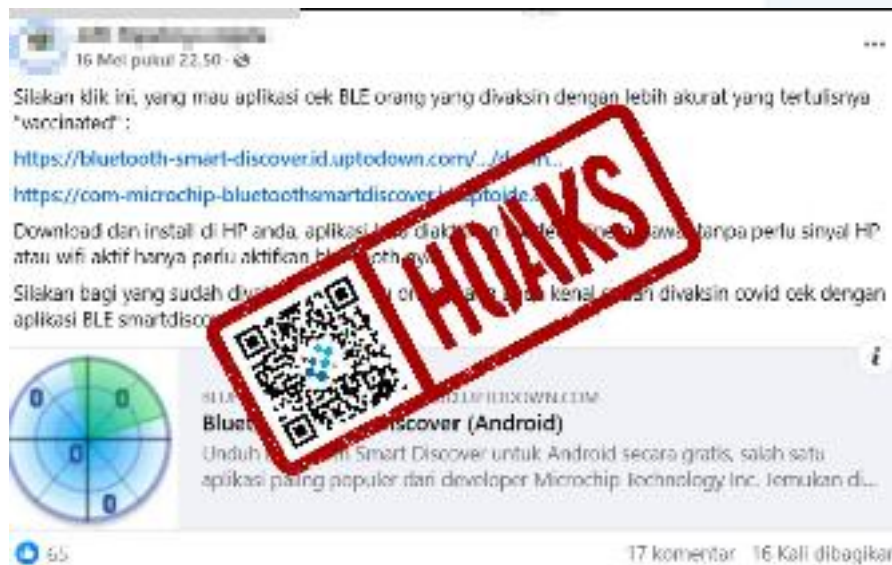 16 Mei pukul 22.50
Silakan klik ini, yang mau aplikasi cek BLE orang yang divaksin dengan lebih akurat yang tertulisnya
"vaccinated" :
https://bluetooth-smart-discover.id.uptodown.com/.../
https://com-microchip-bluetoothsmartdiscover
Download dan install di HP anda, aplikasi tanpa perlu sinyal HP
atau wifi aktif hanya perlu aktifkan
Silakan bagi yang sudah kenal divaksin covid cek dengan
aplikasi BLE
HOAKS
Discover (Android)
Unduh Smart Discover untuk Android secara gratis, salah satu
aplikasi paling populer dari developer Microchip Technology Inc. Temukan di...
0
0
0
0
65
17 komentar 16 Kali dibagikan